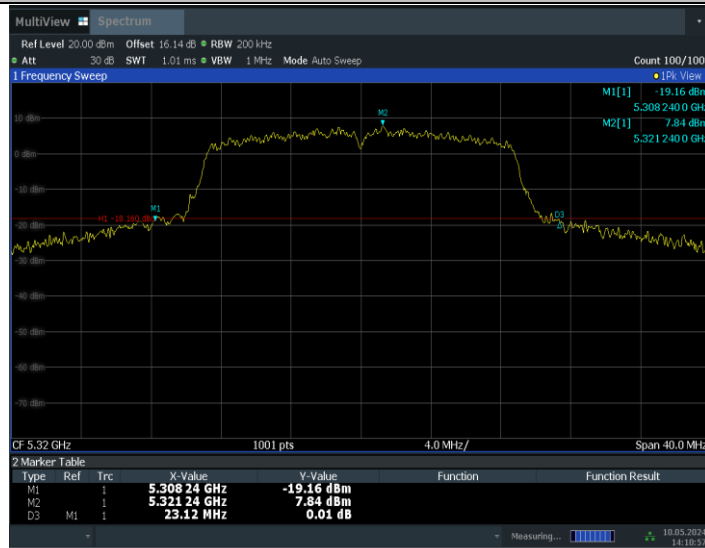 MultiView Spectrum
Ref Level 20.00 dBm Offset 16.14 dB RBW 200 kHz
Att 30 dB SWT 1.01 ms VBW 1 MHz Mode Auto Sweep Count 100/100
1 Frequency Sweep 1Pk View
M1[1] -19.16 dBm
5.308 240 0 GHz
M2[1] 7.84 dBm
5.321 240 0 GHz
M2
10 dBm
0 dBm
-10 dBm
M1
H1 -18.160 dBm
D3
-20 dBm
-30 dBm
-40 dBm
-50 dBm
-60 dBm
-70 dBm
CF 5.32 GHz 1001 pts 4.0 MHz/ Span 40.0 MHz
2 Marker Table
Type Ref Trc X-Value Y-Value Function Function Result
M1 1 5.308 24 GHz -19.16 dBm
M2 1 5.321 24 GHz 7.84 dBm
D3 M1 1 23.12 MHz 0.01 dB
Measuring... 10.05.2024
14:10:57